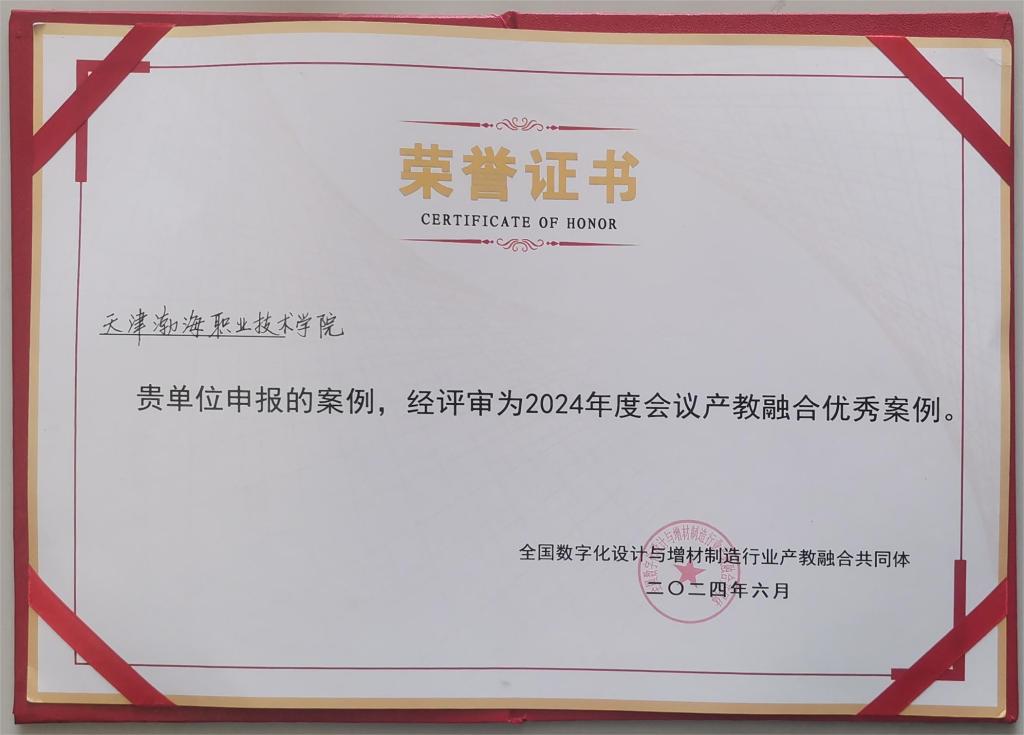 荣誉证书
CERTIFICATE OF HONOR
天津渤海职业技术学院
贵单位申报的案例，经评审为2024年度会议产教融合优秀案例。
全国数字化设计与增材制造行业产教融合共同体
二〇二四年六月